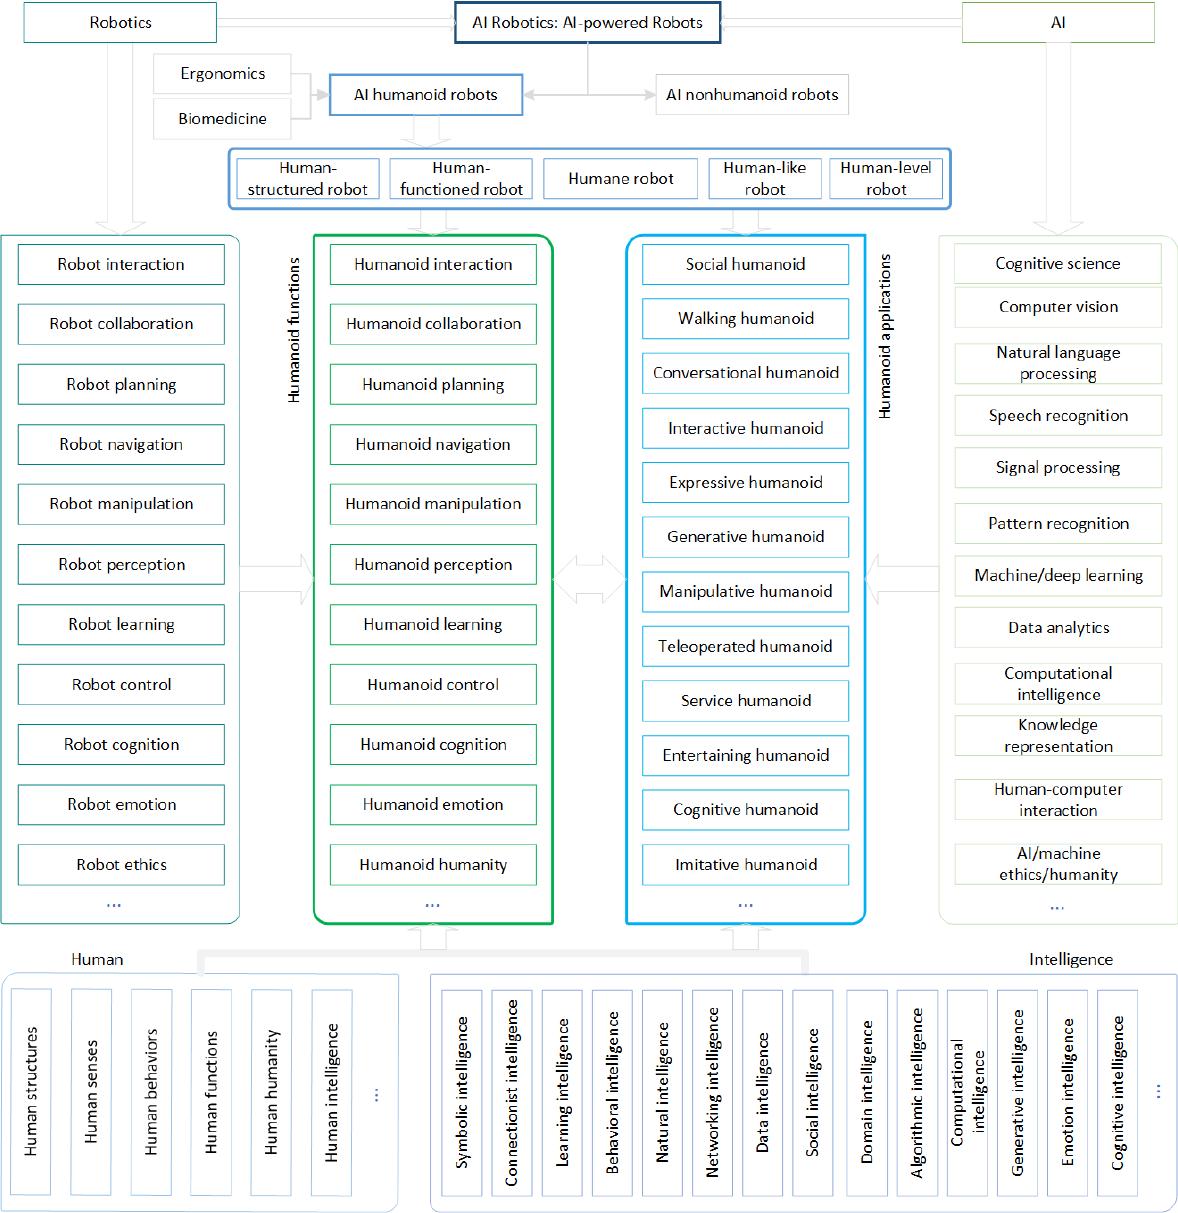 Robotics
AI Robotics: AI-powered Robots
AI
Ergonomics
Biomedicine
AI humanoid robots
AI nonhumanoid robots
Human-
structured robot
Human-
functioned robot
Humane robot
Human-like
robot
Human-level
robot
Robot interaction
Robot collaboration
Robot planning
Robot navigation
Robot manipulation
Robot perception
Robot learning
Robot control
Robot cognition
Robot emotion
Robot ethics
...
Humanoid functions
Humanoid interaction
Humanoid collaboration
Humanoid planning
Humanoid navigation
Humanoid manipulation
Humanoid perception
Humanoid learning
Humanoid control
Humanoid cognition
Humanoid emotion
Humanoid humanity
...
Social humanoid
Walking humanoid
Conversational humanoid
Interactive humanoid
Expressive humanoid
Generative humanoid
Manipulative humanoid
Teleoperated humanoid
Service humanoid
Entertaining humanoid
Cognitive humanoid
Imitative humanoid
...
Humanoid applications
Cognitive science
Computer vision
Natural language
processing
Speech recognition
Signal processing
Pattern recognition
Machine/deep learning
Data analytics
Computational
intelligence
Knowledge
representation
Human-computer
interaction
AI/machine
ethics/humanity
...
Human
Human structures
Human senses
Human behaviors
Human functions
Human humanity
Human intelligence
...
Intelligence
Symbolic intelligence
Connectionist intelligence
Learning intelligence
Behavioral intelligence
Natural intelligence
Networking intelligence
Data intelligence
Social intelligence
Domain intelligence
Algorithmic intelligence
Computational
intelligence
Generative intelligence
Emotion intelligence
Cognitive intelligence
...